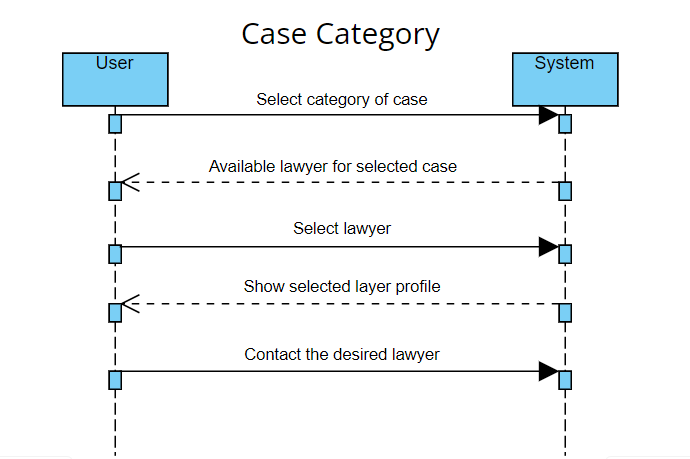 Case Category
User
System
Select category of case
Available lawyer for selected case
Select lawyer
Show selected layer profile
Contact the desired lawyer